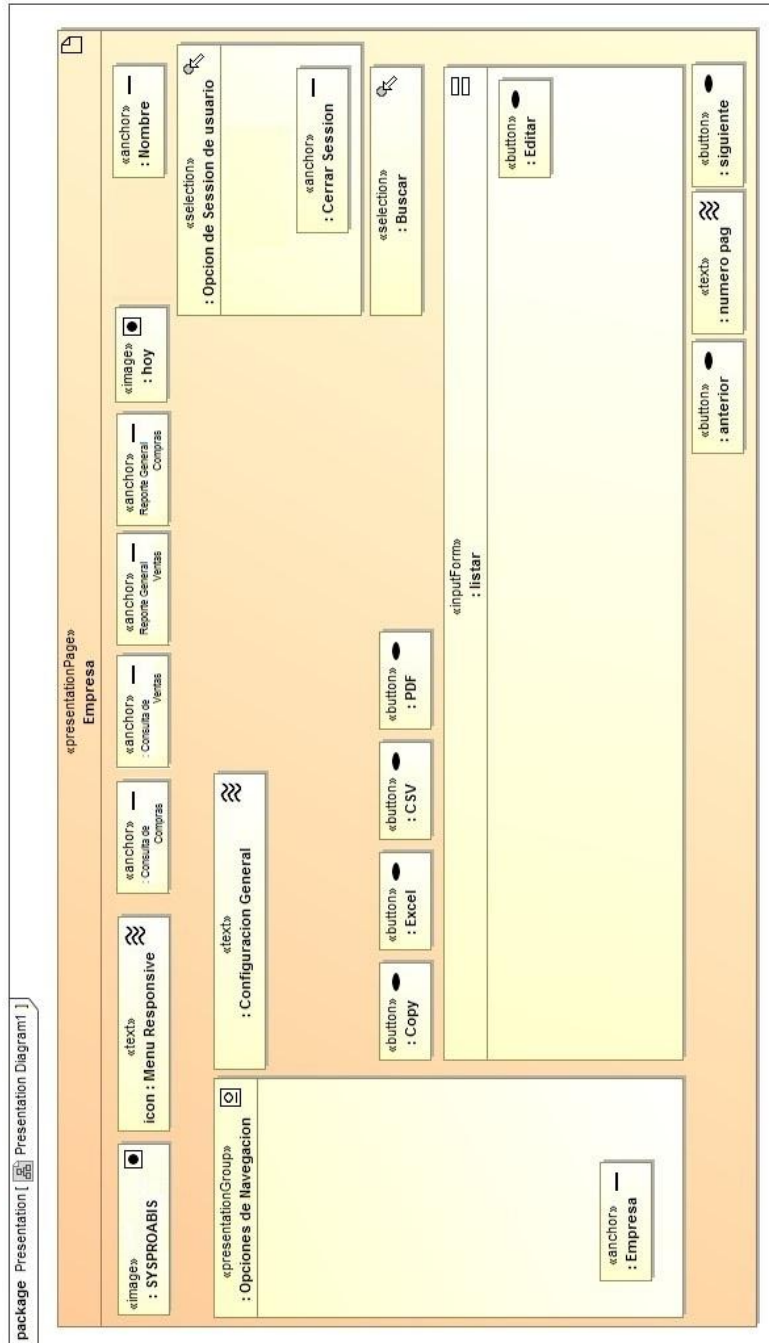 package Presentation [ Presentation Diagram1 ]
«presentationPage»
Empresa
«image»
: SYSPROABIS
«text»
icon : Menu Responsive
«anchor»
: Consulta de
Compras
«anchor»
: Consulta de
Ventas
«anchor»
Reporte General
Ventas
«anchor»
Reporte General
Compras
«image»
: hoy
«anchor»
: Nombre
«selection»
: Opcion de Session de usuario
«anchor»
: Cerrar Session
«presentationGroup»
: Opciones de Navegacion
«anchor»
: Empresa
«text»
: Configuracion General
«selection»
: Buscar
«button»
: Copy
«button»
: Excel
«button»
: CSV
«button»
: PDF
«inputForm»
: listar
«button»
: Editar
«button»
: anterior
«text»
: numero pag
«button»
: siguiente